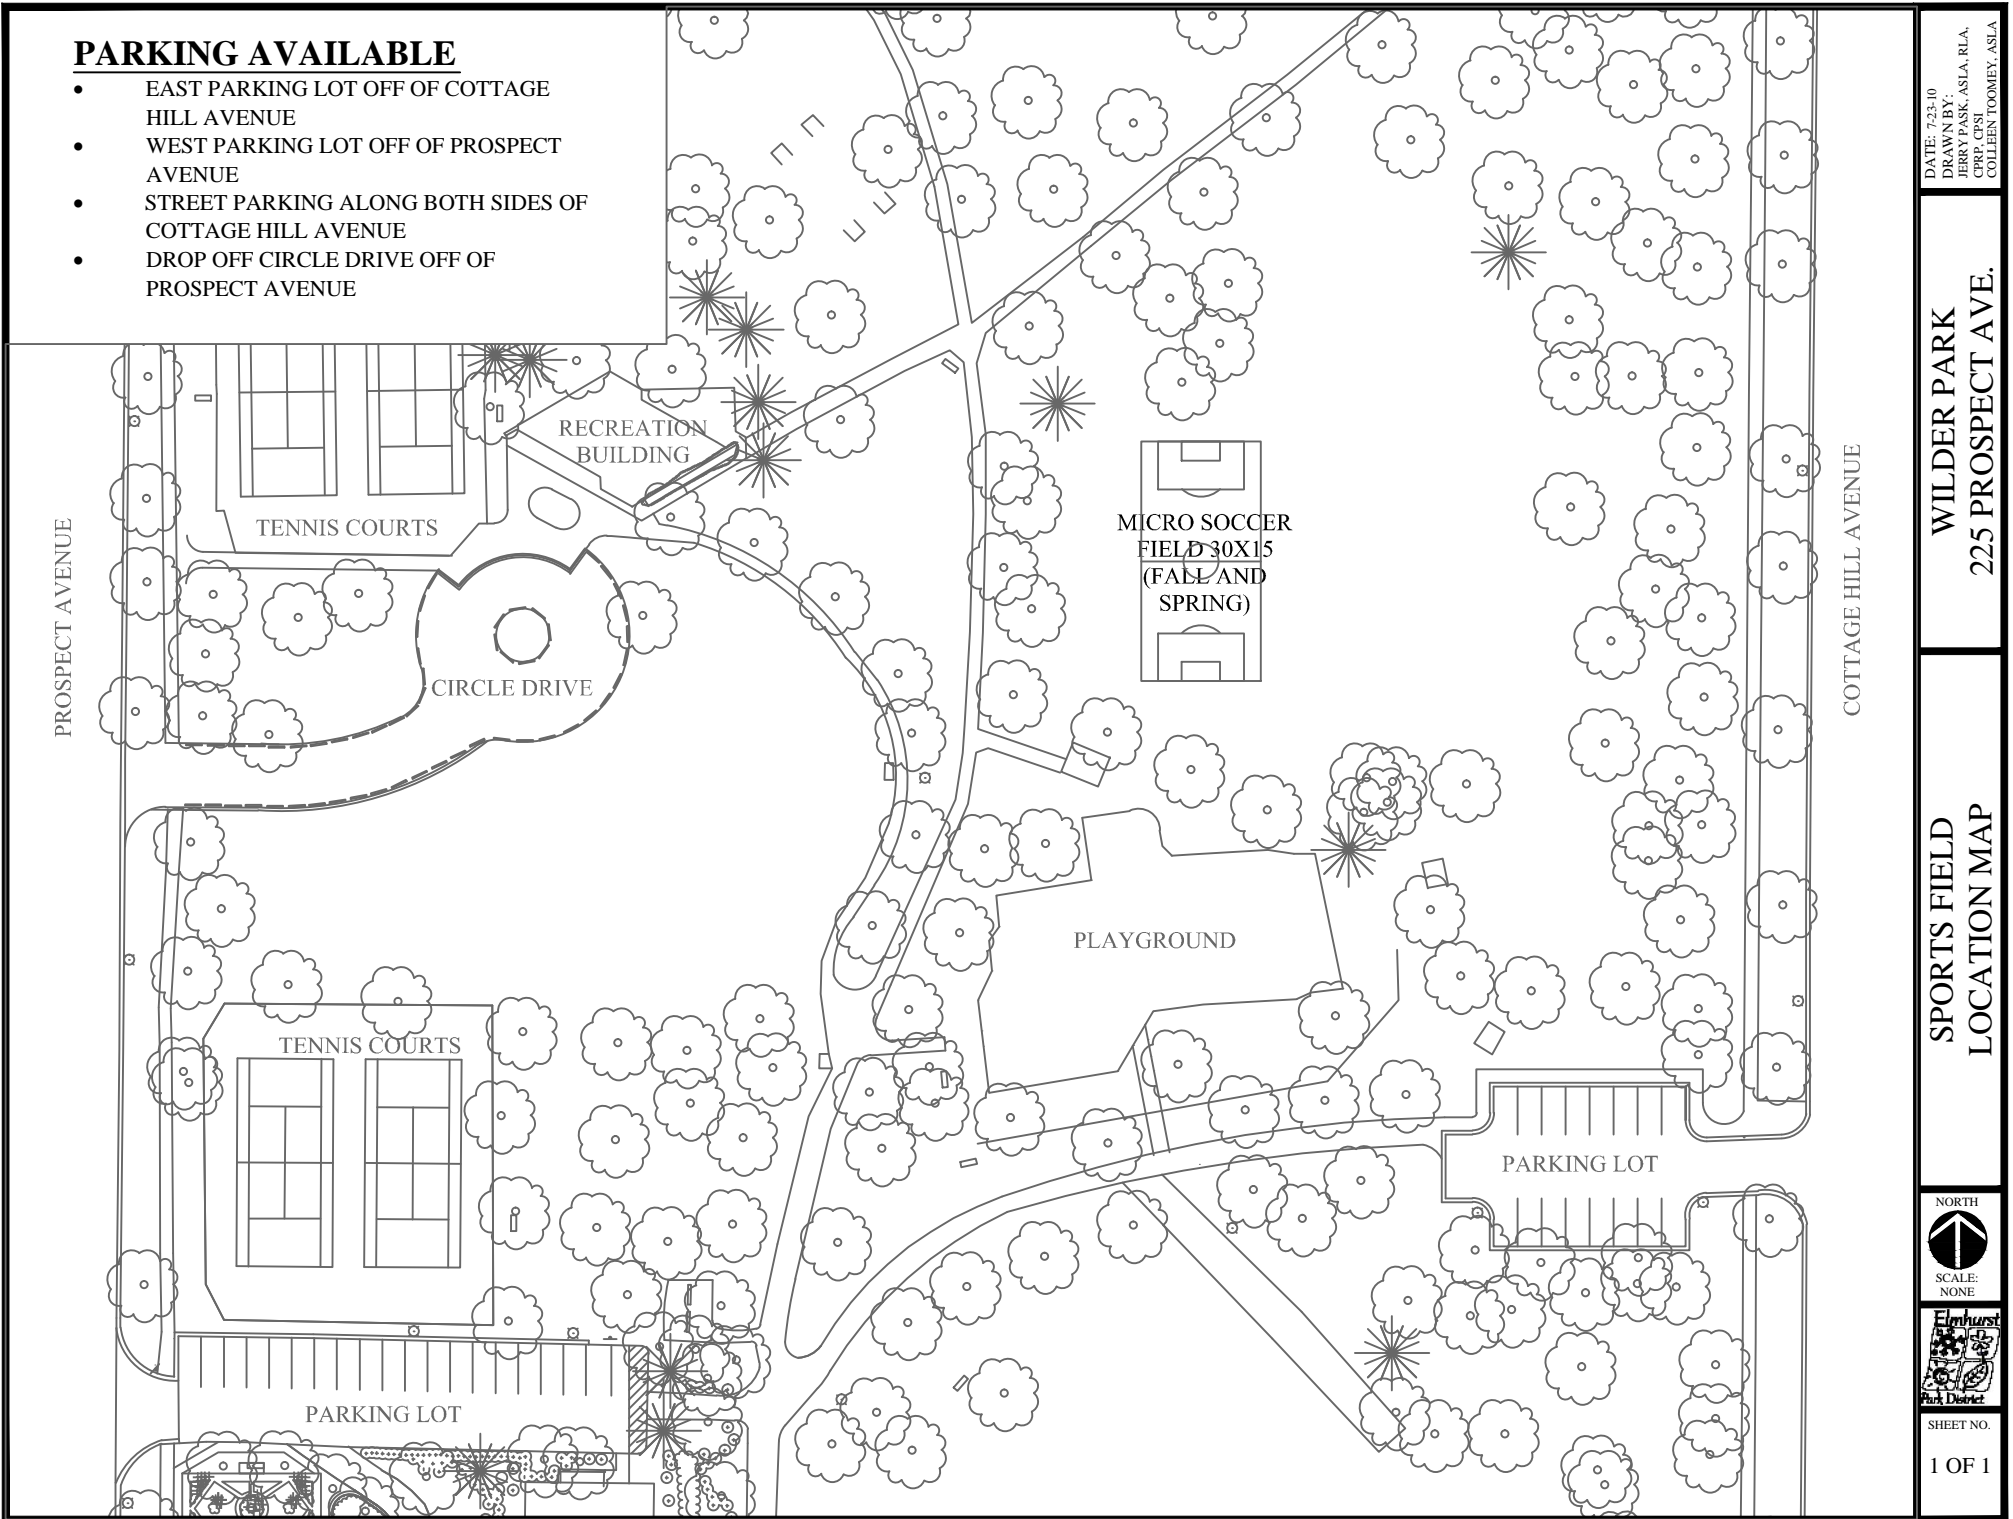 PARKING AVAILABLE
• EAST PARKING LOT OFF OF COTTAGE
HILL AVENUE
• WEST PARKING LOT OFF OF PROSPECT
AVENUE
• STREET PARKING ALONG BOTH SIDES OF
COTTAGE HILL AVENUE
• DROP OFF CIRCLE DRIVE OFF OF
PROSPECT AVENUE
RECREATION
BUILDING
TENNIS COURTS
PROSPECT AVENUE
CIRCLE DRIVE
MICRO SOCCER
FIELD 30X15
(FALL AND
SPRING)
COTTAGE HILL AVENUE
PLAYGROUND
TENNIS COURTS
PARKING LOT
PARKING LOT
DATE: 7-23-10
DRAWN BY:
JERRY PASK, ASLA, RLA,
CPRP, CPSI
COLLEEN TOOMEY, ASLA
WILDER PARK
225 PROSPECT AVE.
SPORTS FIELD
LOCATION MAP
NORTH
SCALE:
NONE
Elmhurst
Park District
SHEET NO.
1 OF 1